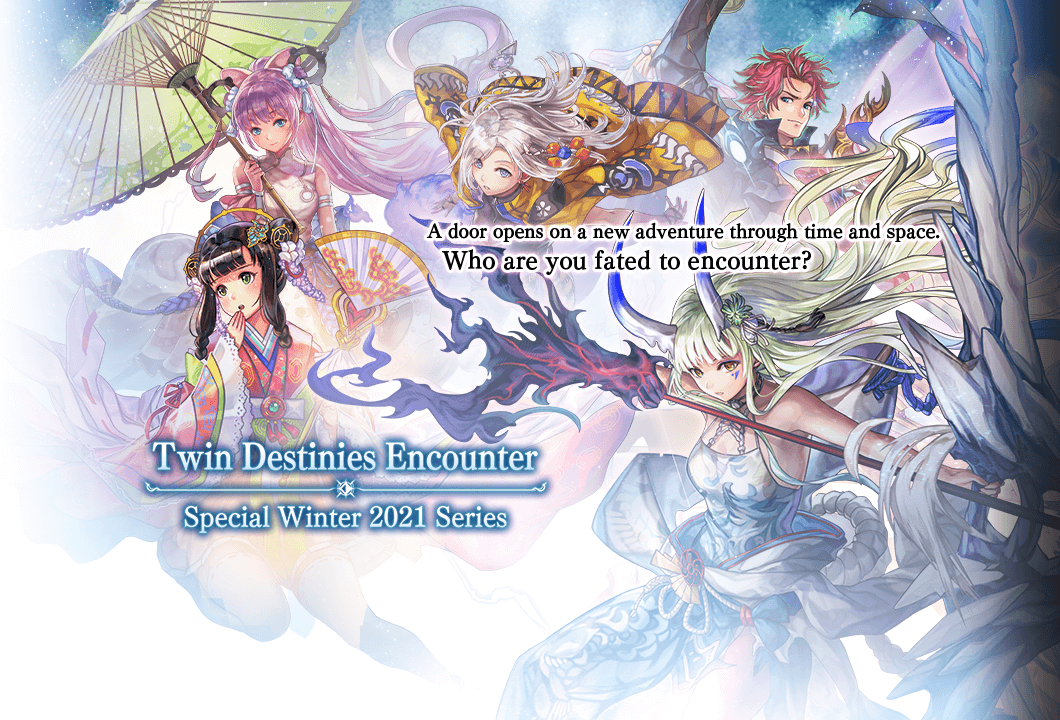 A door opens on a new adventure through time and space.
Who are you fated to encounter?
Twin Destinies Encounter
Special Winter 2021 Series